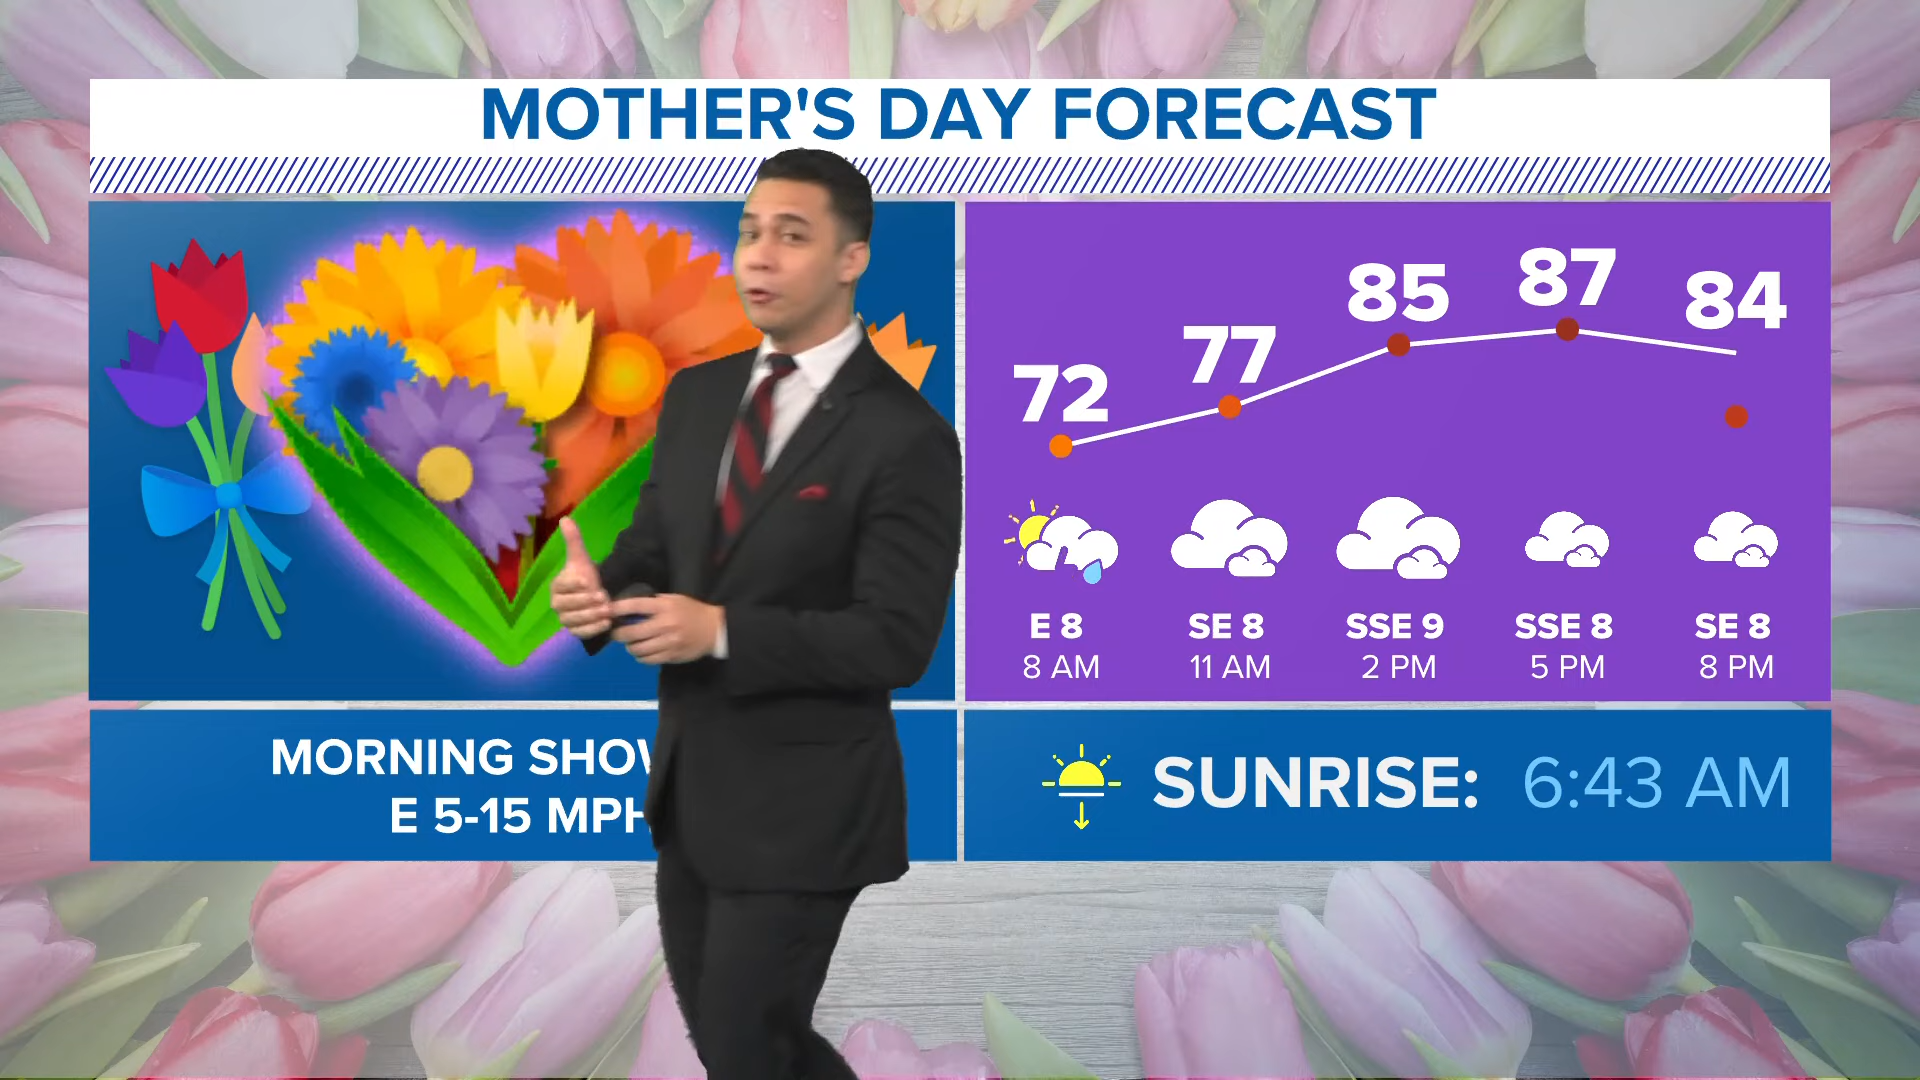 MOTHER'S DAY FORECAST
72 77 85 87 84
E 8 SE 8 SSE 9 SSE 8 SE 8
8 AM 11 AM 2 PM 5 PM 8 PM
MORNING
E 5-15 MPH
SUNRISE: 6:43 AM